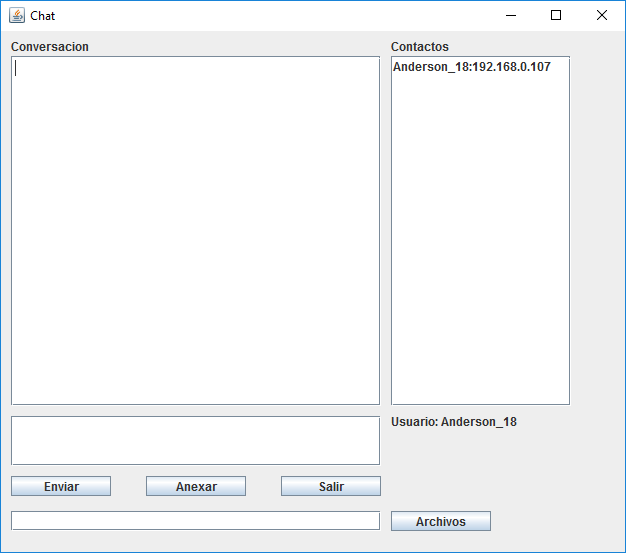 Chat
Conversacion
Contactos
Anderson_18:192.168.0.107
Usuario: Anderson_18
Enviar
Anexar
Salir
Archivos